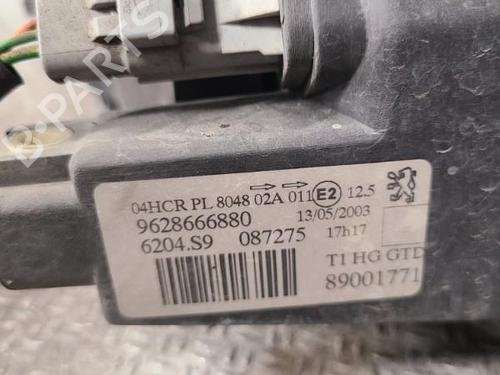 B-PARTS
04HCR PL 8048 02A 011 E2 12.5
9628666880 13/05/2003
6204.S9 087275 17h17
T1 HG GTD
89001771